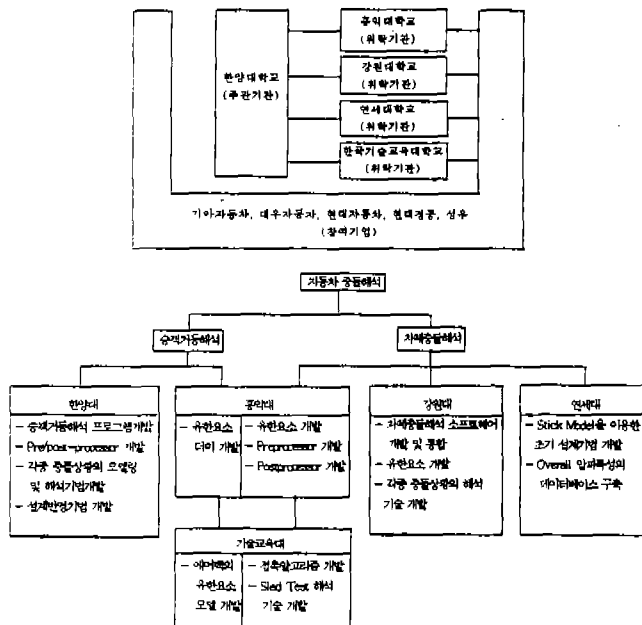 홍익대학교
(위탁기관)
한양대학교
(주관기관)
강원대학교
(위탁기관)
연세대학교
(위탁기관)
한국기술교육대학교
(위탁기관)
기아자동차, 대우자동차, 현대자동차, 현대정공, 성우
(참여기업)
자동차 충돌해석
승객거동해석
차체충돌해석
한양대
- 승객거동해석 프로그램개발
- Pre/post-processor 개발
- 각종 충돌상황의 모델링
및 해석기법개발
- 설계반영기법 개발
홍익대
- 유한요소
더미 개발
- 유한요소 개발
- Preprocessor 개발
- Postprocessor 개발
강원대
- 차체충돌해석 소프트웨어
개발 및 통합
- 유한요소 개발
- 각종 충돌상황의 해석
기술 개발
연세대
- Stick Model을 이용한
초기 설계기법 개발
- Overall 압괴특성의
데이터베이스 구축
기술교육대
- 에어백의
유한요소
모델 개발
- 접촉알고리즘 개발
- Sled Test 해석
기술 개발